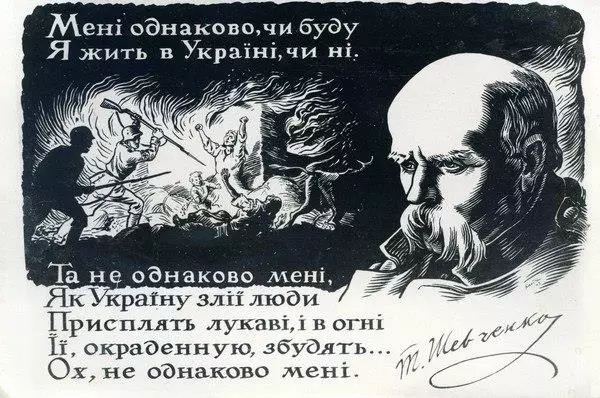 Мені однаково, чи буду
Я жить в Україні, чи ні.
Та не однаково мені,
Як Україну злії люди
Присплять лукаві, і в огні
Її, окраденную, збудять...
Ох, не однаково мені.
Т. Шевченко